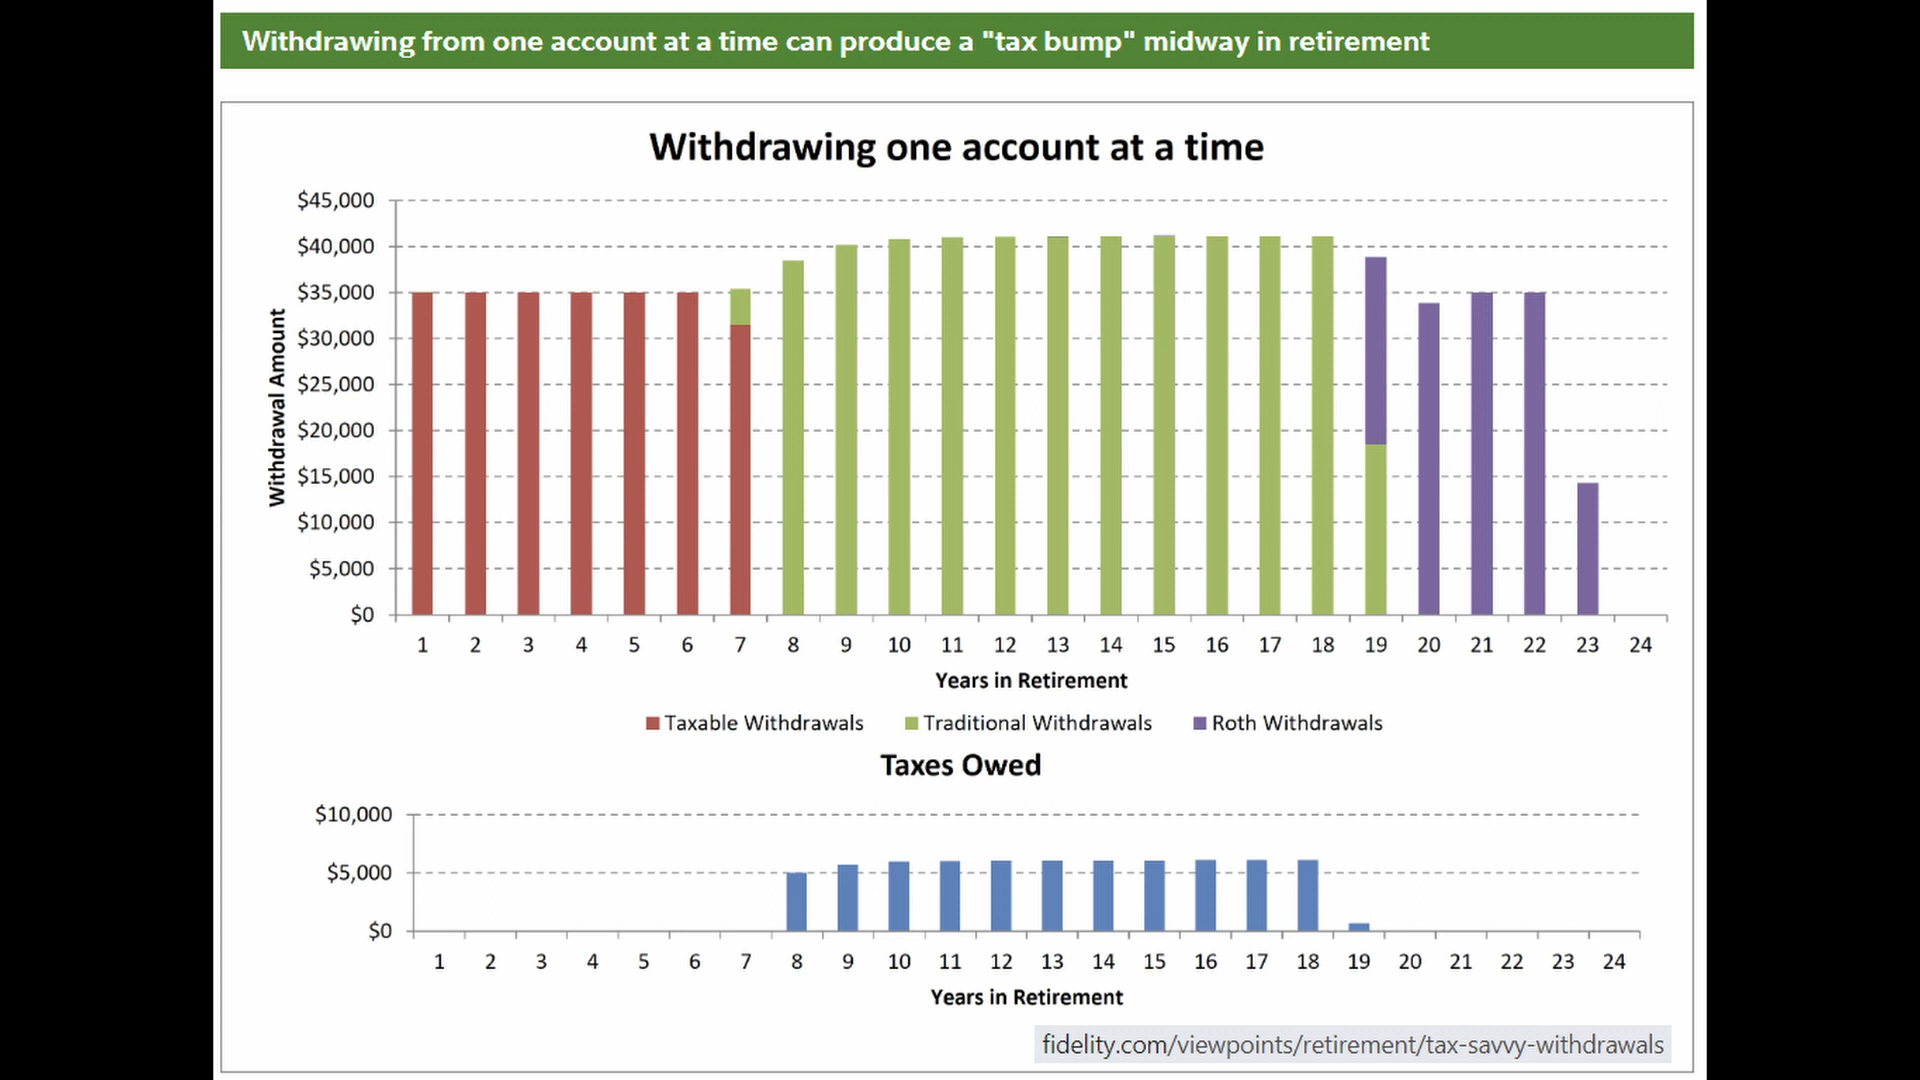 Withdrawing from one account at a time can produce a "tax bump" midway in retirement
Withdrawing one account at a time
$45,000
$40,000
$35,000
$30,000
$25,000
$20,000
$15,000
$10,000
$5,000
$0
Withdrawal Amount
1 2 3 4 5 6 7 8 9 10 11 12 13 14 15 16 17 18 19 20 21 22 23 24
Years in Retirement
Taxable Withdrawals Traditional Withdrawals Roth Withdrawals
Taxes Owed
$10,000
$5,000
$0
1 2 3 4 5 6 7 8 9 10 11 12 13 14 15 16 17 18 19 20 21 22 23 24
Years in Retirement
fidelity.com/viewpoints/retirement/tax-savvy-withdrawals